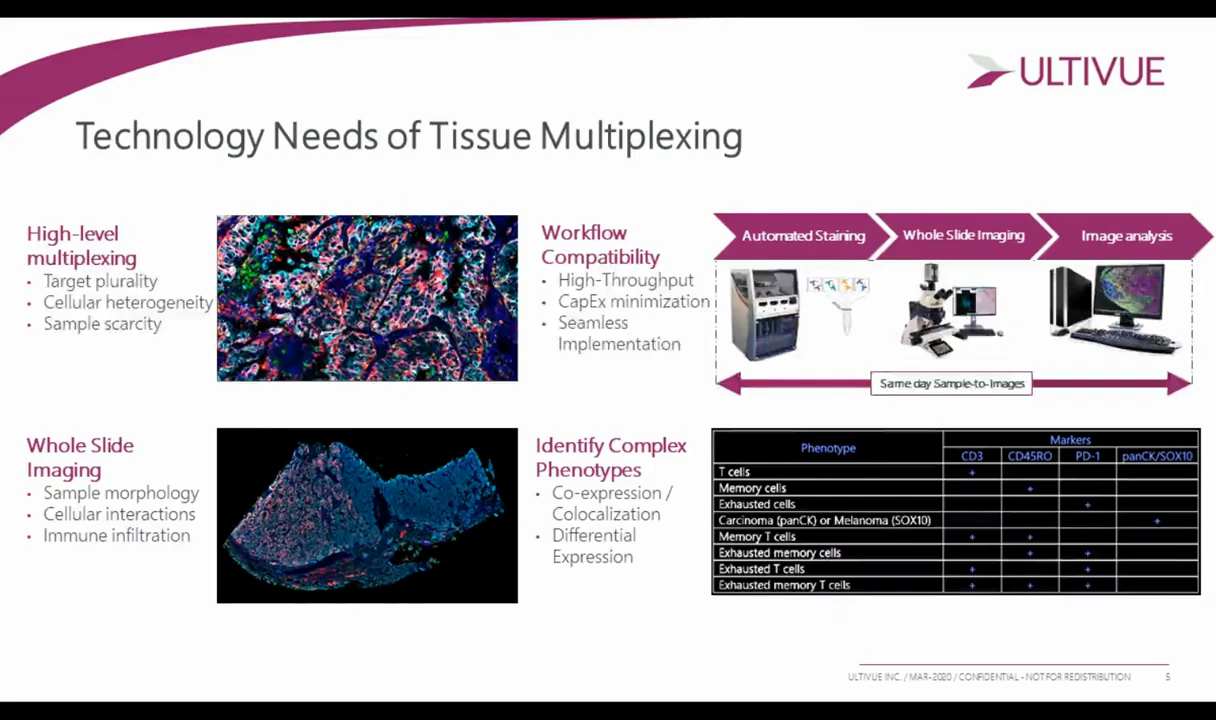 ULTIVUE
Technology Needs of Tissue Multiplexing
High-level
multiplexing
• Target plurality
• Cellular heterogeneity
• Sample scarcity
Workflow
Compatibility
• High-Throughput
• CapEx minimization
• Seamless
Implementation
Automated Staining
Whole Slide Imaging
Image analysis
Same day Sample-to-Images
Whole Slide
Imaging
• Sample morphology
• Cellular interactions
• Immune infiltration
Identify Complex
Phenotypes
• Co-expression /
Colocalization
• Differential
Expression
Phenotype Markers
CD3 CD45RO PD-1 panCK/SOX10
T cells +
Memory cells +
Exhausted cells +
Carcinoma (panCK) or Melanoma (SOX10) +
Memory T cells + +
Exhausted memory cells + +
Exhausted T cells + +
Exhausted memory T cells + + +
ULTIVUE INC. / MAR-2020 / CONFIDENTIAL - NOT FOR REDISTRIBUTION 5